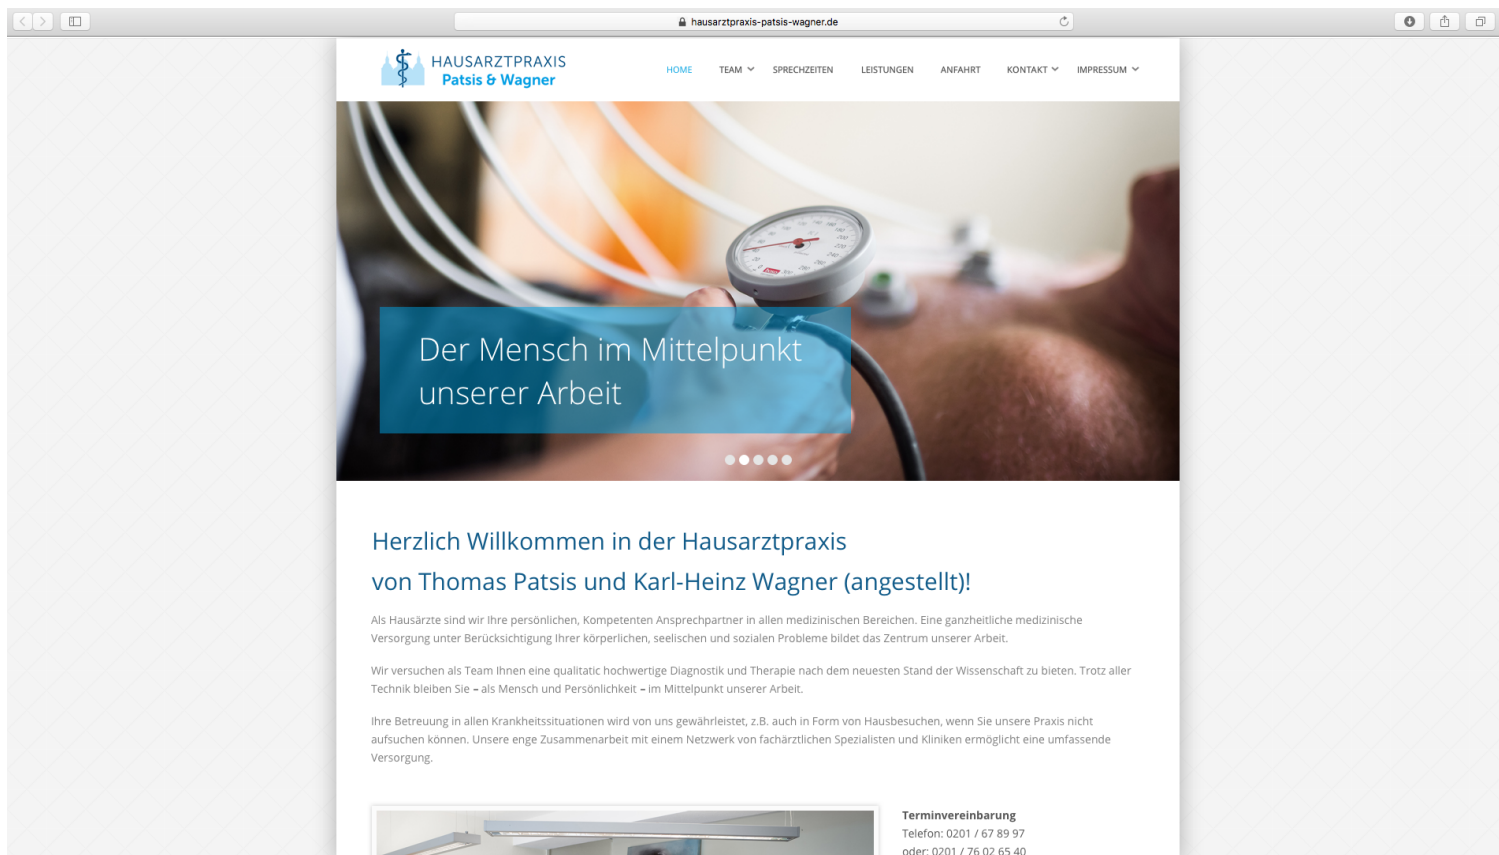 hausarztpraxis-patsis-wagner.de
HAUSARZTPRAXIS
Patsis & Wagner
HOME TEAM SPRECHZEITEN LEISTUNGEN ANFAHRT KONTAKT IMPRESSUM
Der Mensch im Mittelpunkt
unserer Arbeit
Herzlich Willkommen in der Hausarztpraxis
von Thomas Patsis und Karl-Heinz Wagner (angestellt)!
Als Hausärzte sind wir Ihre persönlichen, Kompetenten Ansprechpartner in allen medizinischen Bereichen. Eine ganzheitliche medizinische
Versorgung unter Berücksichtigung Ihrer körperlichen, seelischen und sozialen Probleme bildet das Zentrum unserer Arbeit.
Wir versuchen als Team Ihnen eine qualitatic hochwertige Diagnostik und Therapie nach dem neuesten Stand der Wissenschaft zu bieten. Trotz aller
Technik bleiben Sie – als Mensch und Persönlichkeit – im Mittelpunkt unserer Arbeit.
Ihre Betreuung in allen Krankheitssituationen wird von uns gewährleistet, z.B. auch in Form von Hausbesuchen, wenn Sie unsere Praxis nicht
aufsuchen können. Unsere enge Zusammenarbeit mit einem Netzwerk von fachärztlichen Spezialisten und Kliniken ermöglicht eine umfassende
Versorgung.
Terminvereinbarung
Telefon: 0201 / 67 89 97
oder: 0201 / 76 02 65 40